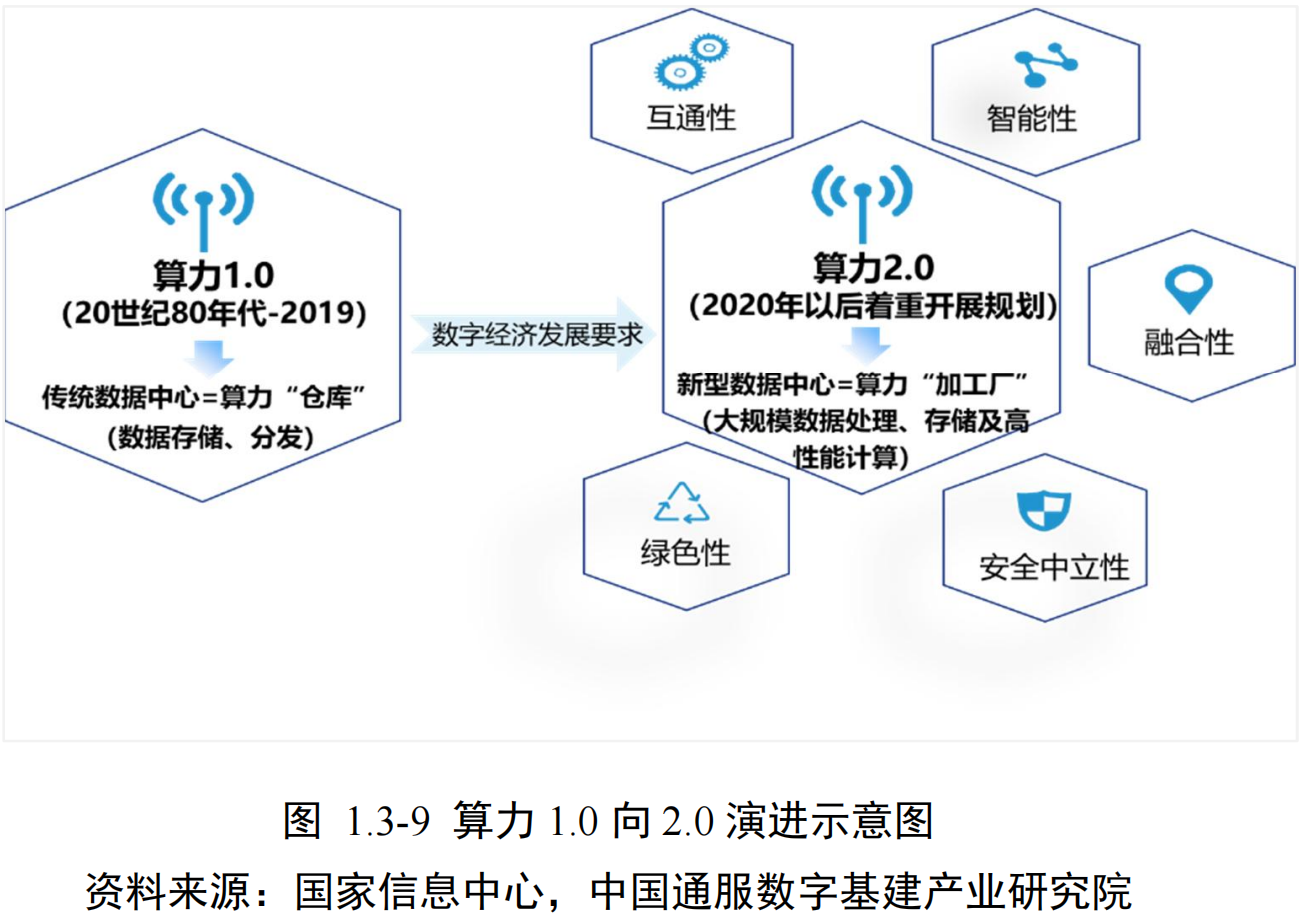 算力1.0
（20世纪80年代-2019）
传统数据中心=算力“仓库”
（数据存储、分发）
数字经济发展要求
互通性
智能性
算力2.0
（2020年以后着重开展规划）
新型数据中心=算力“加工厂”
（大规模数据处理、存储及高
性能计算）
融合性
绿色性
安全中立性
图 1.3-9 算力 1.0 向 2.0 演进示意图
资料来源：国家信息中心，中国通服数字基建产业研究院